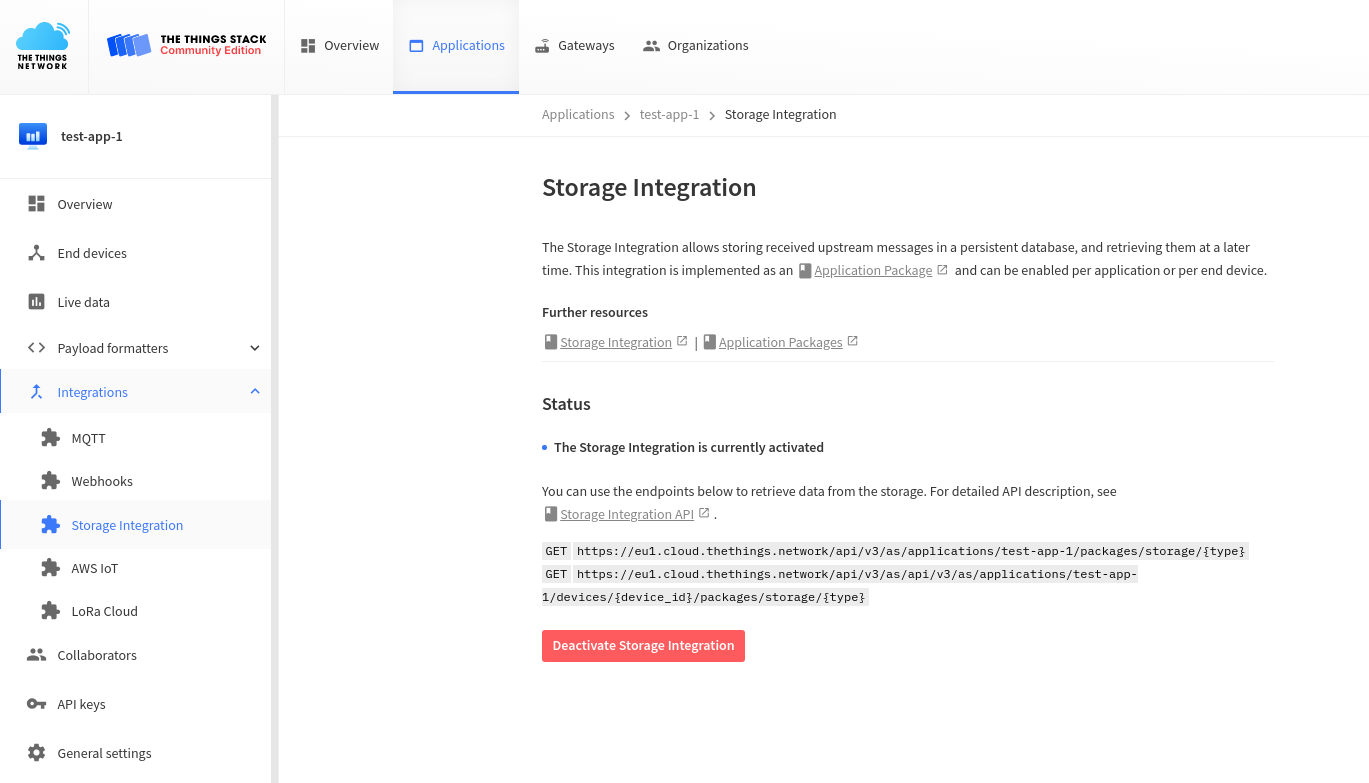 THE THINGS
NETWORK
THE THINGS STACK
Community Edition
Overview
Applications
Gateways
Organizations
test-app-1
Overview
End devices
Live data
Payload formatters
Integrations
MQTT
Webhooks
Storage Integration
AWS IoT
LoRa Cloud
Collaborators
API keys
General settings
Applications > test-app-1 > Storage Integration
Storage Integration
The Storage Integration allows storing received upstream messages in a persistent database, and retrieving them at a later
time. This integration is implemented as an Application Package and can be enabled per application or per end device.
Further resources
Storage Integration | Application Packages
Status
The Storage Integration is currently activated
You can use the endpoints below to retrieve data from the storage. For detailed API description, see
Storage Integration API .
GET https://eu1.cloud.thethings.network/api/v3/as/applications/test-app-1/packages/storage/{type}
GET https://eu1.cloud.thethings.network/api/v3/as/api/v3/as/applications/test-app-
1/devices/{device_id}/packages/storage/{type}
Deactivate Storage Integration